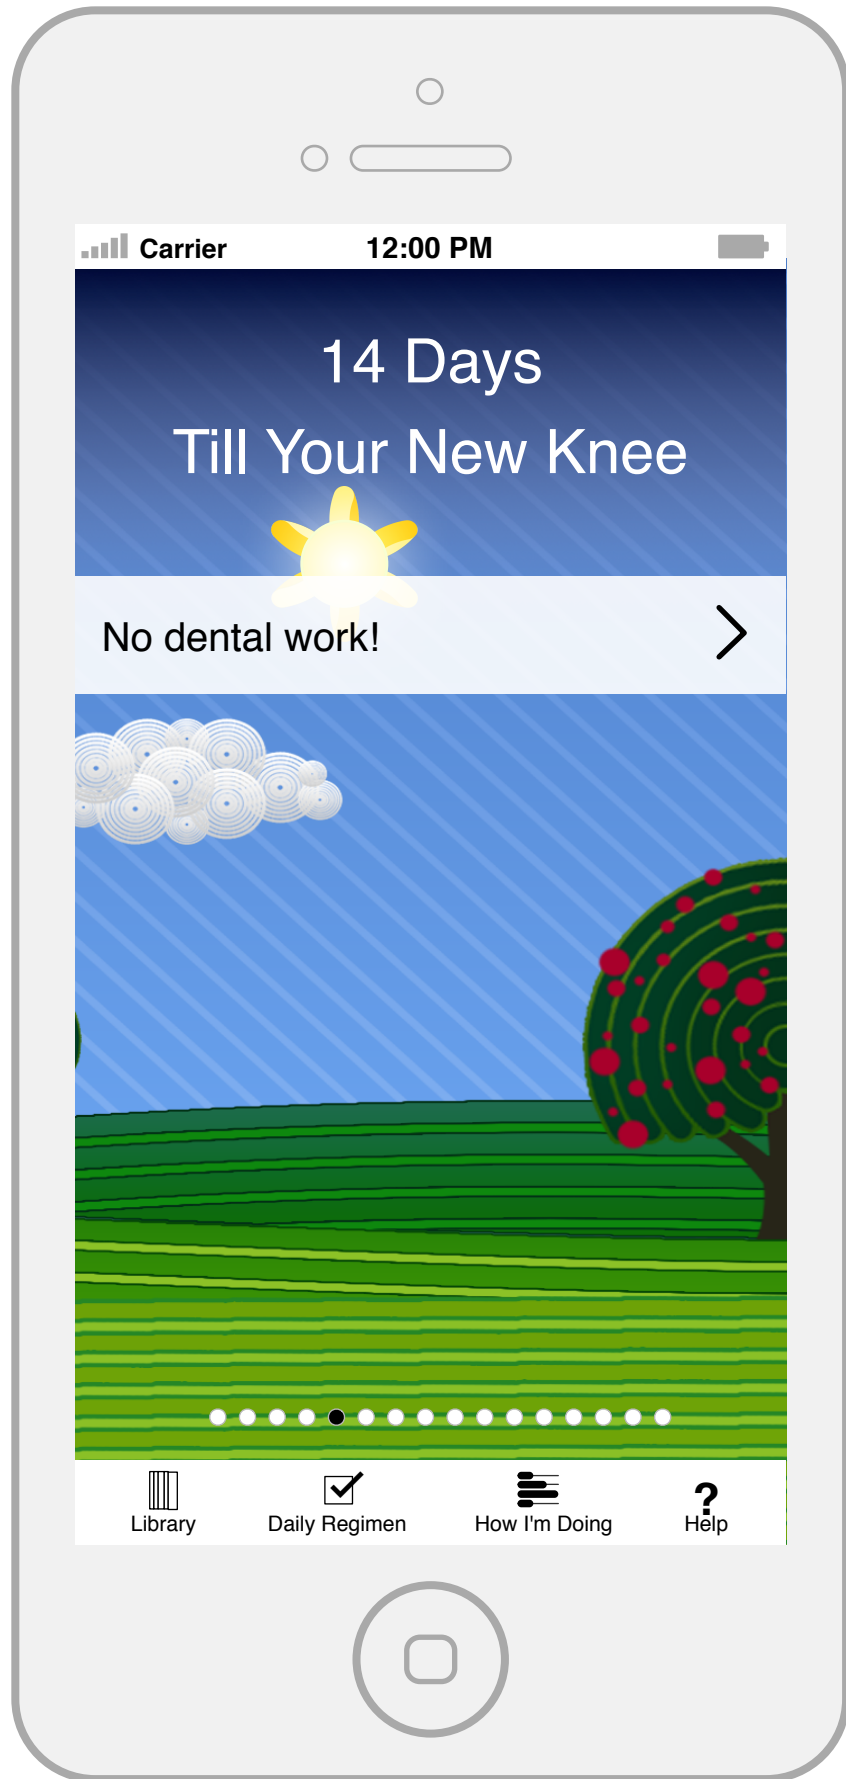 Carrier 12:00 PM
14 Days
Till Your New Knee
No dental work!
Library Daily Regimen How I'm Doing ? Help